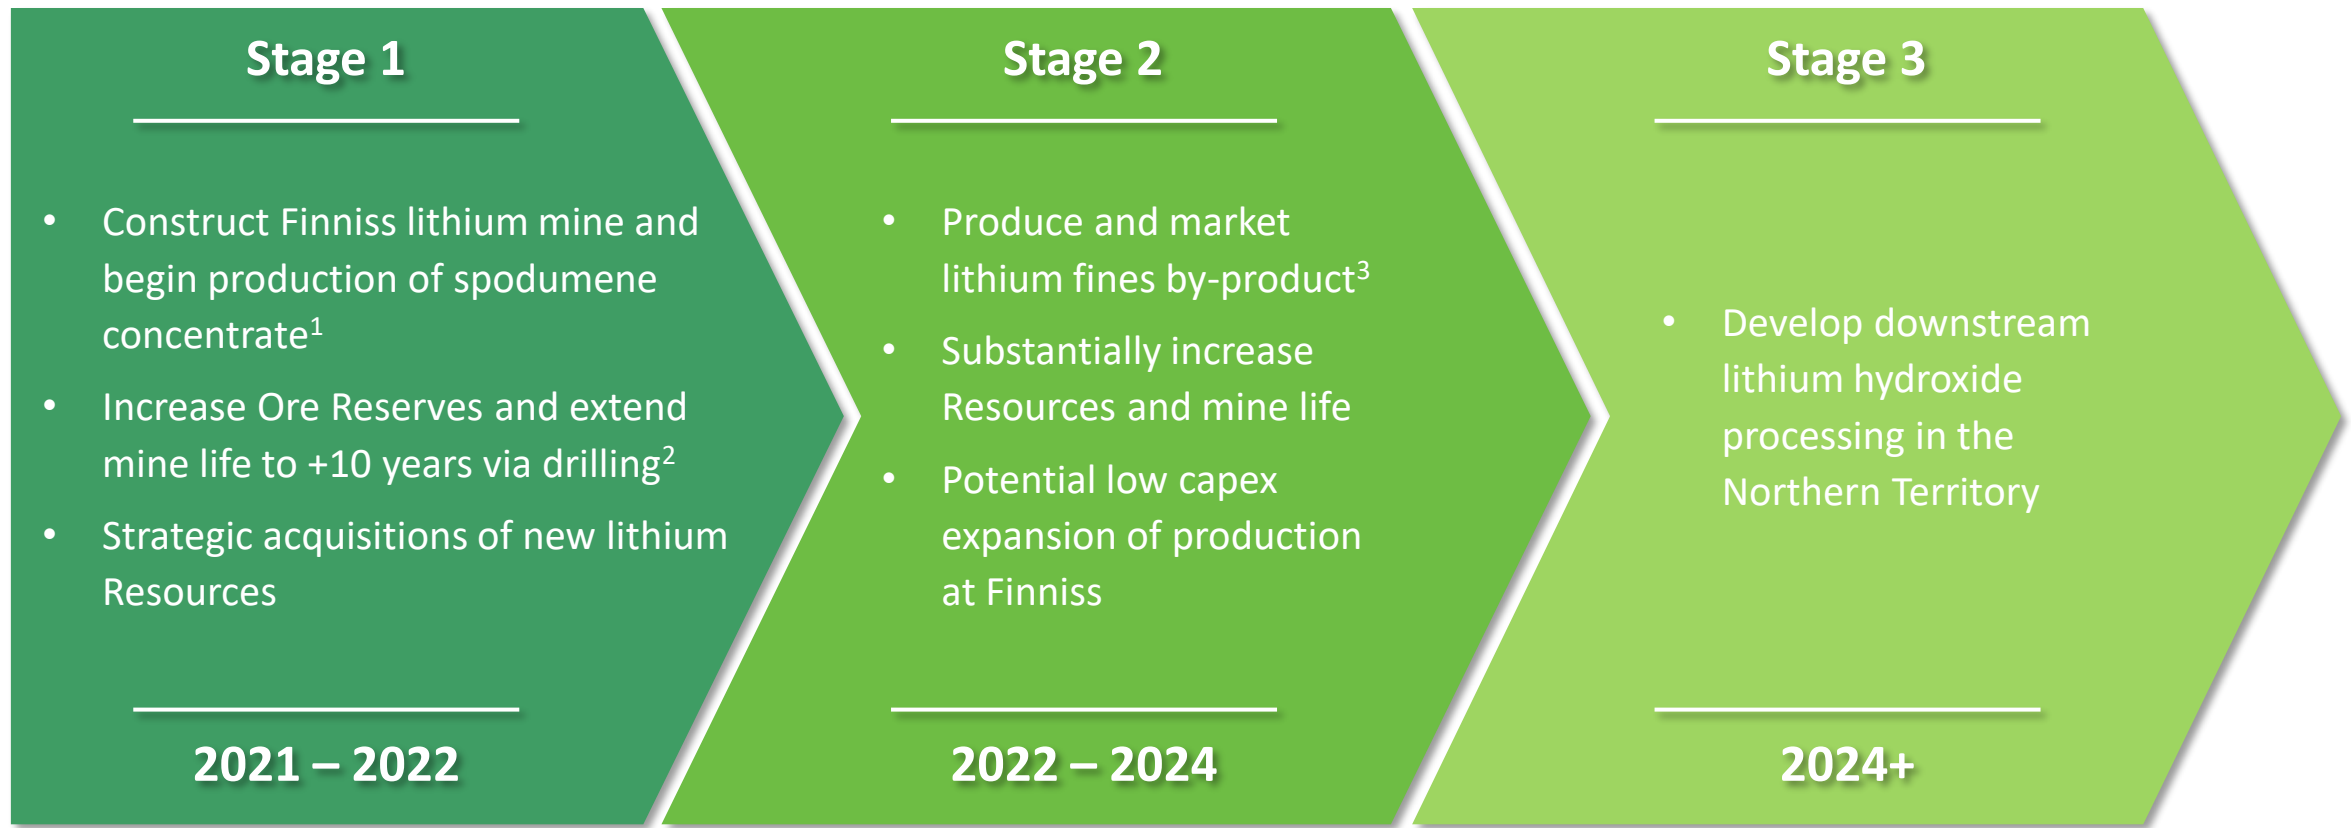 Stage 1
• Construct Finniss lithium mine and
begin production of spodumene
concentrate¹
• Increase Ore Reserves and extend
mine life to +10 years via drilling²
• Strategic acquisitions of new lithium
Resources
2021 – 2022
Stage 2
• Produce and market
lithium fines by-product³
• Substantially increase
Resources and mine life
• Potential low capex
expansion of production
at Finniss
2022 – 2024
Stage 3
• Develop downstream
lithium hydroxide
processing in the
Northern Territory
2024+